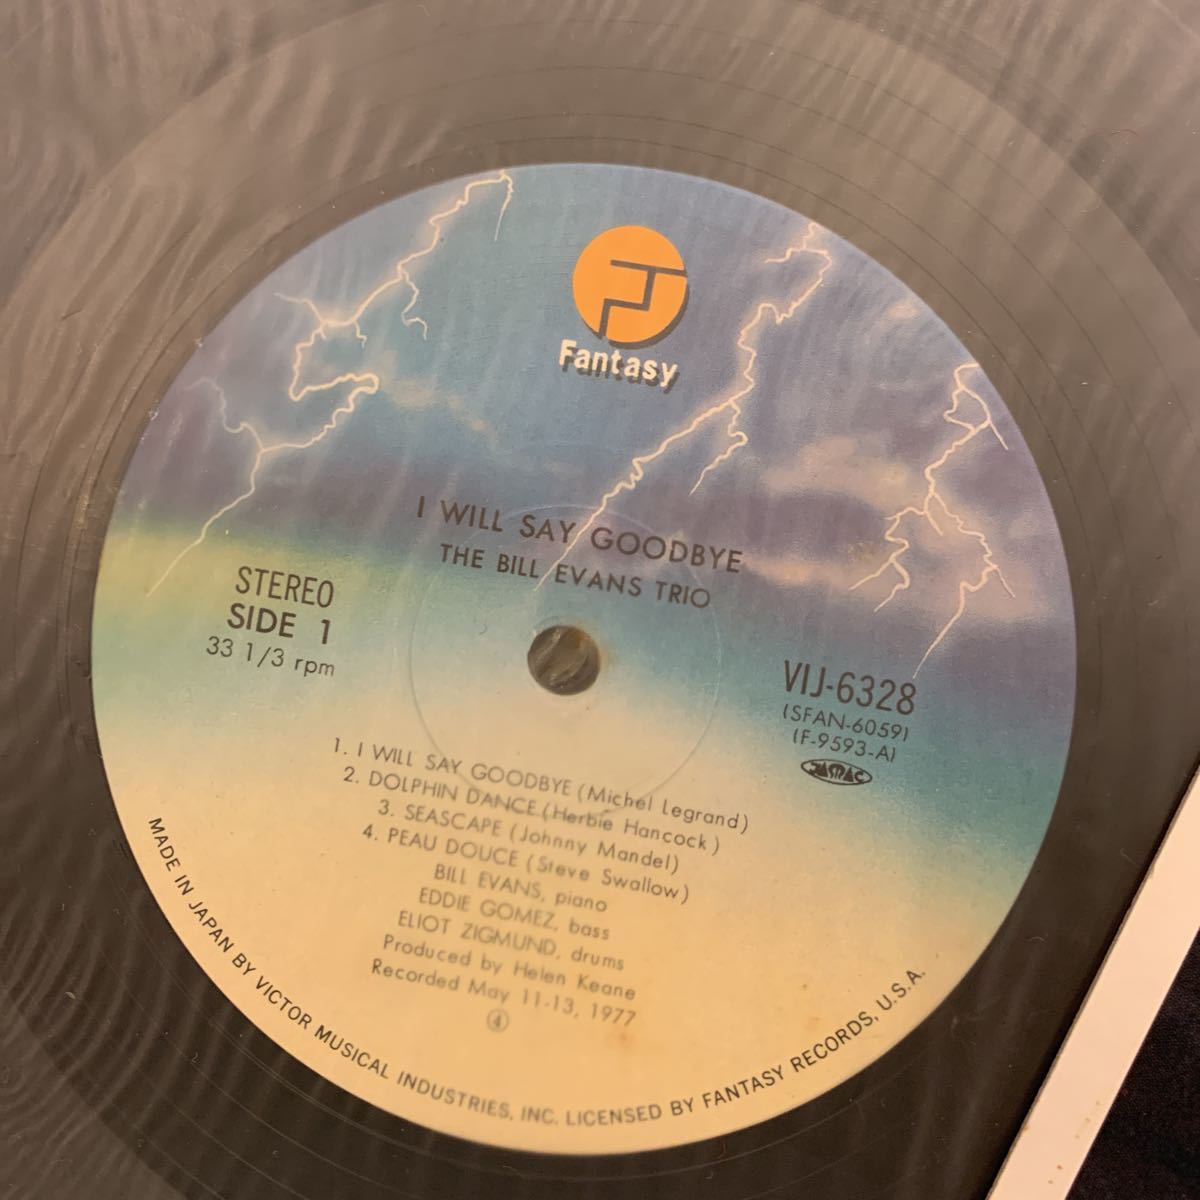 Fantasy
I WILL SAY GOODBYE
THE BILL EVANS TRIO
STEREO
SIDE 1
33 1/3 rpm
VIJ-6328
(SFAN-6059)
(F-9593-A)
JASRAC
1. I WILL SAY GOODBYE (Michel Legrand)
2. DOLPHIN DANCE (Herbie Hancock)
3. SEASCAPE (Johnny Mandel)
4. PEAU DOUCE (Steve Swallow)
BILL EVANS, piano
EDDIE GOMEZ, bass
ELIOT ZIGMUND, drums
Produced by Helen Keane
Recorded May 11-13, 1977
④
MADE IN JAPAN BY VICTOR MUSICAL INDUSTRIES, INC. LICENSED BY FANTASY RECORDS, U.S.A.